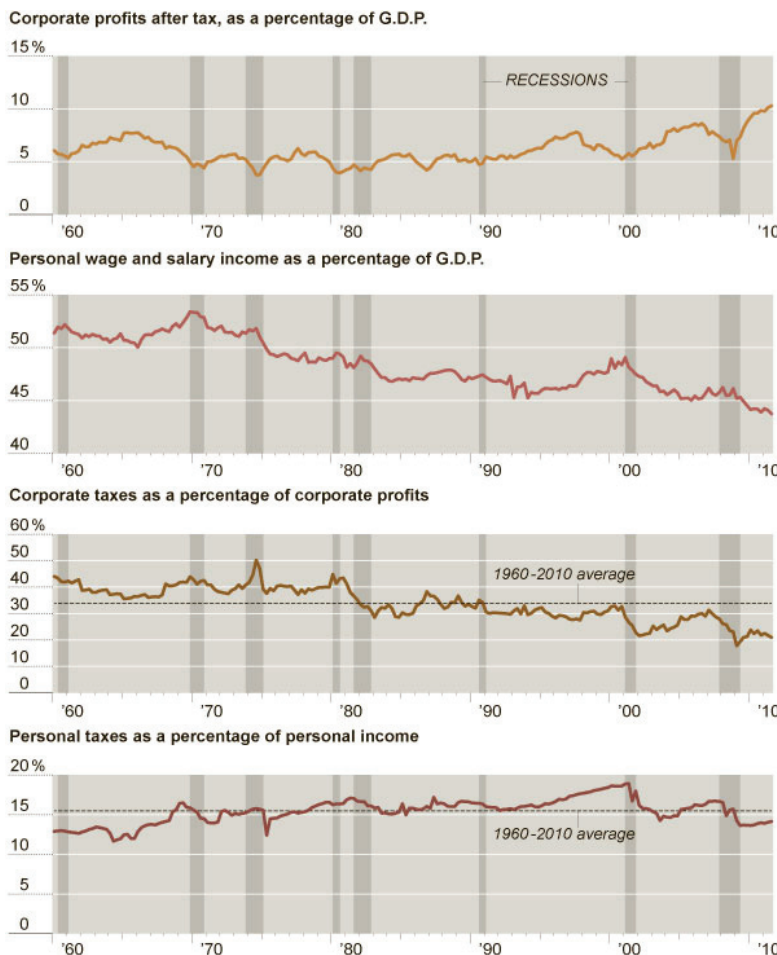 Corporate profits after tax, as a percentage of G.D.P.
15%
RECESSIONS
10
5
0
'60 '70 '80 '90 '00 '10
Personal wage and salary income as a percentage of G.D.P.
55%
50
45
40
'60 '70 '80 '90 '00 '10
Corporate taxes as a percentage of corporate profits
60%
50
1960-2010 average
40
30
20
10
0
'60 '70 '80 '90 '00 '10
Personal taxes as a percentage of personal income
20%
15
1960-2010 average
10
5
0
'60 '70 '80 '90 '00 '10